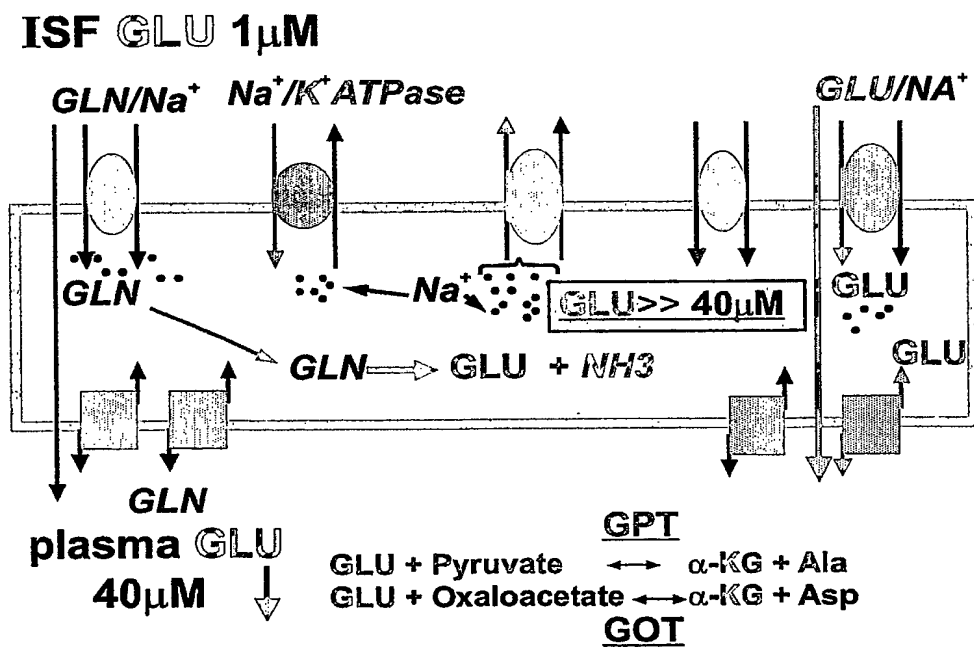 ISF GLU 1µM
GLN/Na⁺ Na⁺/K⁺ATPase GLU/NA⁺
GLN Na⁺ GLU>> 40µM GLU
GLN GLU + NH3 GLU
GLN
plasma GLU
40µM
GPT
GLU + Pyruvate ↔ α-KG + Ala
GLU + Oxaloacetate ↔ α-KG + Asp
GOT